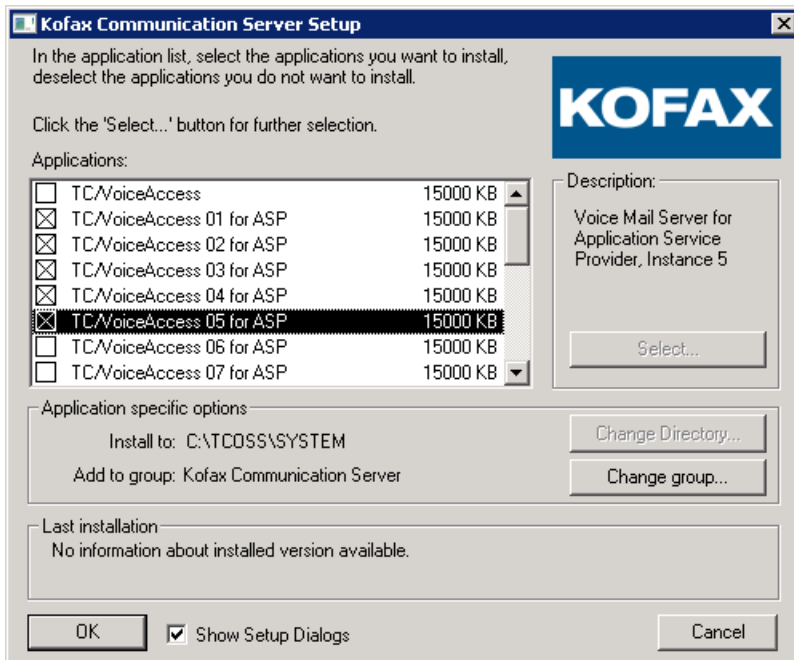 Kofax Communication Server Setup
In the application list, select the applications you want to install,
deselect the applications you do not want to install.
Click the 'Select...' button for further selection.
KOFAX
Applications:
TC/VoiceAccess 15000 KB
TC/VoiceAccess 01 for ASP 15000 KB
TC/VoiceAccess 02 for ASP 15000 KB
TC/VoiceAccess 03 for ASP 15000 KB
TC/VoiceAccess 04 for ASP 15000 KB
TC/VoiceAccess 05 for ASP 15000 KB
TC/VoiceAccess 06 for ASP 15000 KB
TC/VoiceAccess 07 for ASP 15000 KB
Description:
Voice Mail Server for
Application Service
Provider, Instance 5
Select...
Application specific options
Install to: C:\TCOSS\SYSTEM
Change Directory...
Add to group: Kofax Communication Server
Change group...
Last installation
No information about installed version available.
OK
Show Setup Dialogs
Cancel